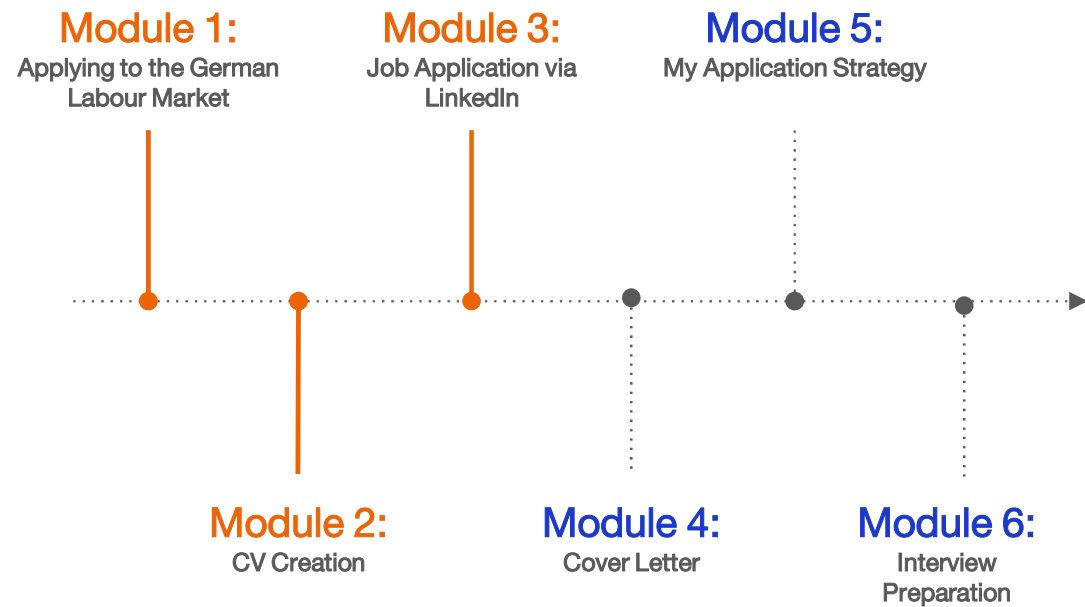 Module 1:
Applying to the German
Labour Market
Module 3:
Job Application via
LinkedIn
Module 5:
My Application Strategy
Module 2:
CV Creation
Module 4:
Cover Letter
Module 6:
Interview
Preparation